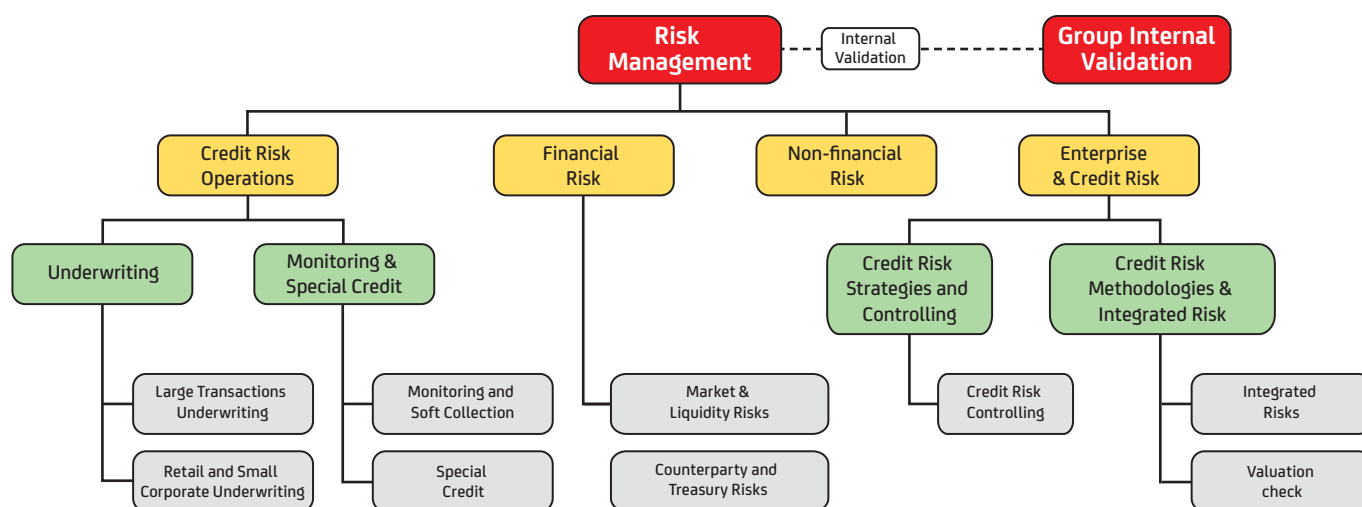 Risk
Management
Internal
Validation
Group Internal
Validation
Credit Risk
Operations
Financial
Risk
Non-financial
Risk
Enterprise
& Credit Risk
Underwriting
Monitoring &
Special Credit
Credit Risk
Strategies and
Controlling
Credit Risk
Methodologies &
Integrated Risk
Large Transactions
Underwriting
Monitoring and
Soft Collection
Market &
Liquidity Risks
Credit Risk
Controlling
Integrated
Risks
Retail and Small
Corporate Underwriting
Special
Credit
Counterparty and
Treasury Risks
Valuation
check